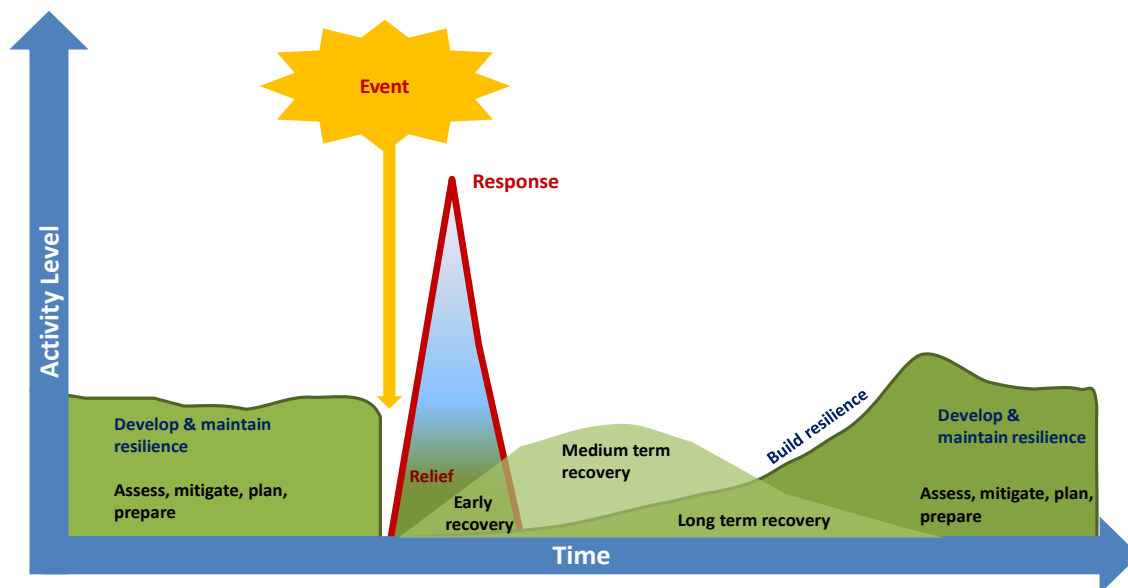 Event
Response
Activity Level
Develop & maintain
resilience
Assess, mitigate, plan,
prepare
Relief
Early
recovery
Medium term
recovery
Long term recovery
Build resilience
Develop &
maintain resilience
Assess, mitigate, plan,
prepare
Time